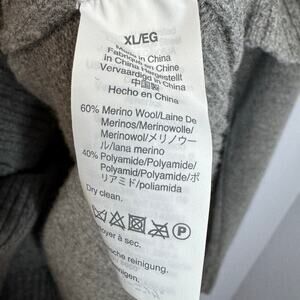 XL/EG
Made in China
Fabriqué en Chine
In China Hergestellt
Vervaardigd in China
中国製
Hecho en China
60% Merino Wool/Laine De
Merinos/Merinowolle/
Merinowol/メリノウー
ル/lana merino
40% Polyamide/Polyamide/
Polyamid/Polyamide/ポ
リアミド/poliamida
Dry clean.
P
oyer à sec.
ische reinigung.
nigen.